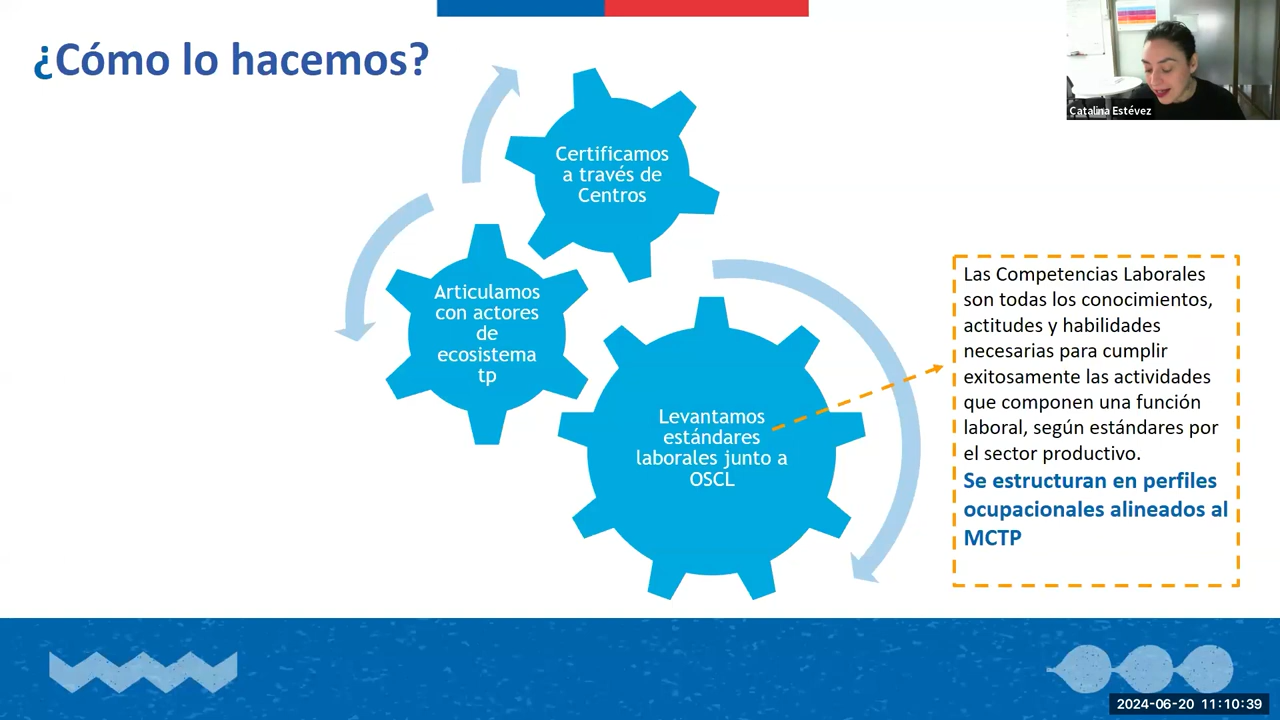 ¿Cómo lo hacemos?
Catalina Estévez
Certificamos
a través de
Centros
Articulamos
con actores
de
ecosistema
tp
Levantamos
estándares
laborales junto a
OSCL
Las Competencias Laborales
son todas los conocimientos,
actitudes y habilidades
necesarias para cumplir
exitosamente las actividades
que componen una función
laboral, según estándares por
el sector productivo.
Se estructuran en perfiles
ocupacionales alineados al
MCTP
2024-06-20 11:10:39